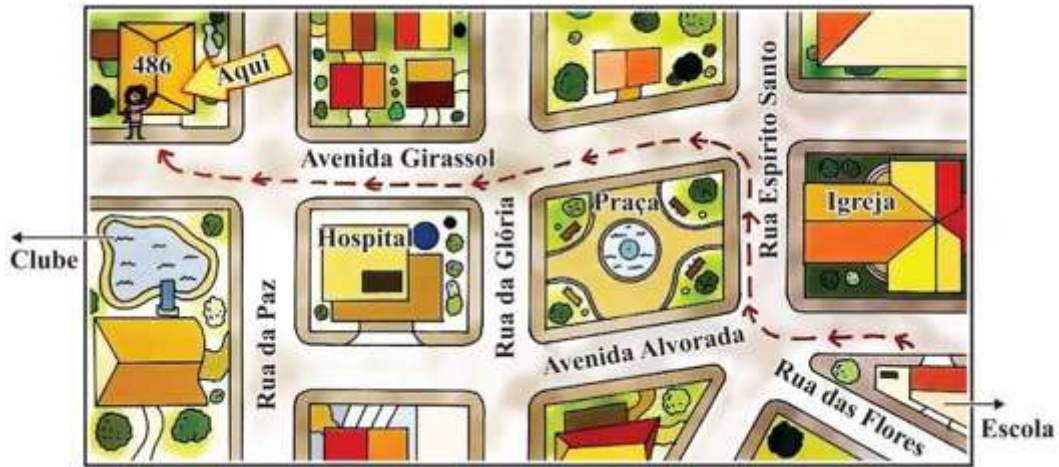 486
Aqui
Avenida Girassol
Rua Espírito Santo
Praça
Igreja
Clube
Hospital
Rua da Glória
Rua da Paz
Avenida Alvorada
Rua das Flores
Escola